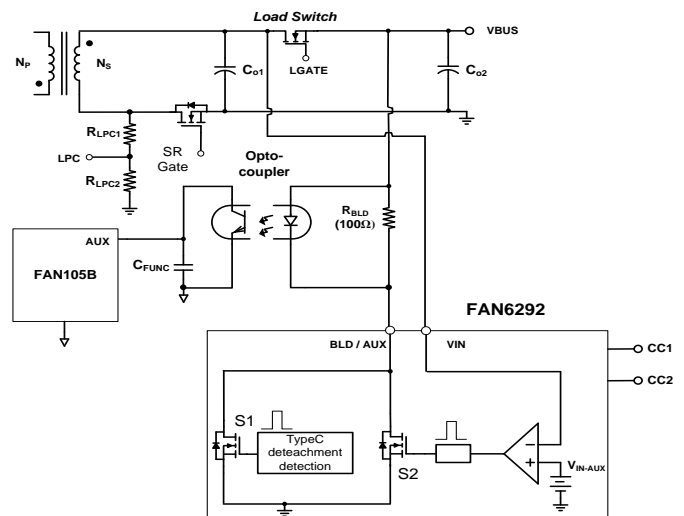 Load Switch
VBUS
NP
NS
Co1
LGATE
Co2
RLPC1
LPC
RLPC2
SR
Gate
Opto-
coupler
RBLD
(100Ω)
AUX
FAN105B
CFUNC
FAN6292
BLD / AUX
VIN
CC1
CC2
S1
TypeC
deteachment
detection
S2
-
+
VIN-AUX